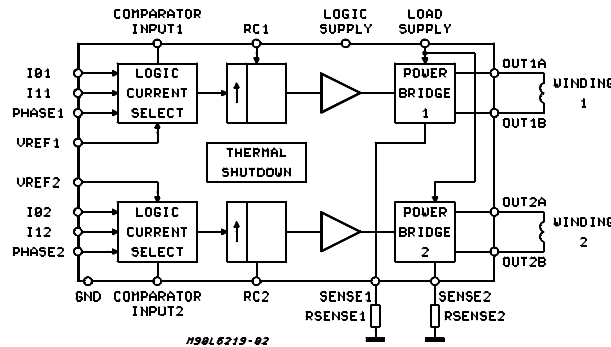 COMPARATOR
INPUT1
RC1
LOGIC
SUPPLY
LOAD
SUPPLY
OUT1A
I01
I11
PHASE1
LOGIC
CURRENT
SELECT
POWER
BRIDGE
1
WINDING
1
OUT1B
VREF1
THERMAL
SHUTDOWN
VREF2
OUT2A
I02
I12
PHASE2
LOGIC
CURRENT
SELECT
POWER
BRIDGE
2
WINDING
2
OUT2B
GND
COMPARATOR
INPUT2
RC2
SENSE1
RSENSE1
SENSE2
RSENSE2
M90L6219-02